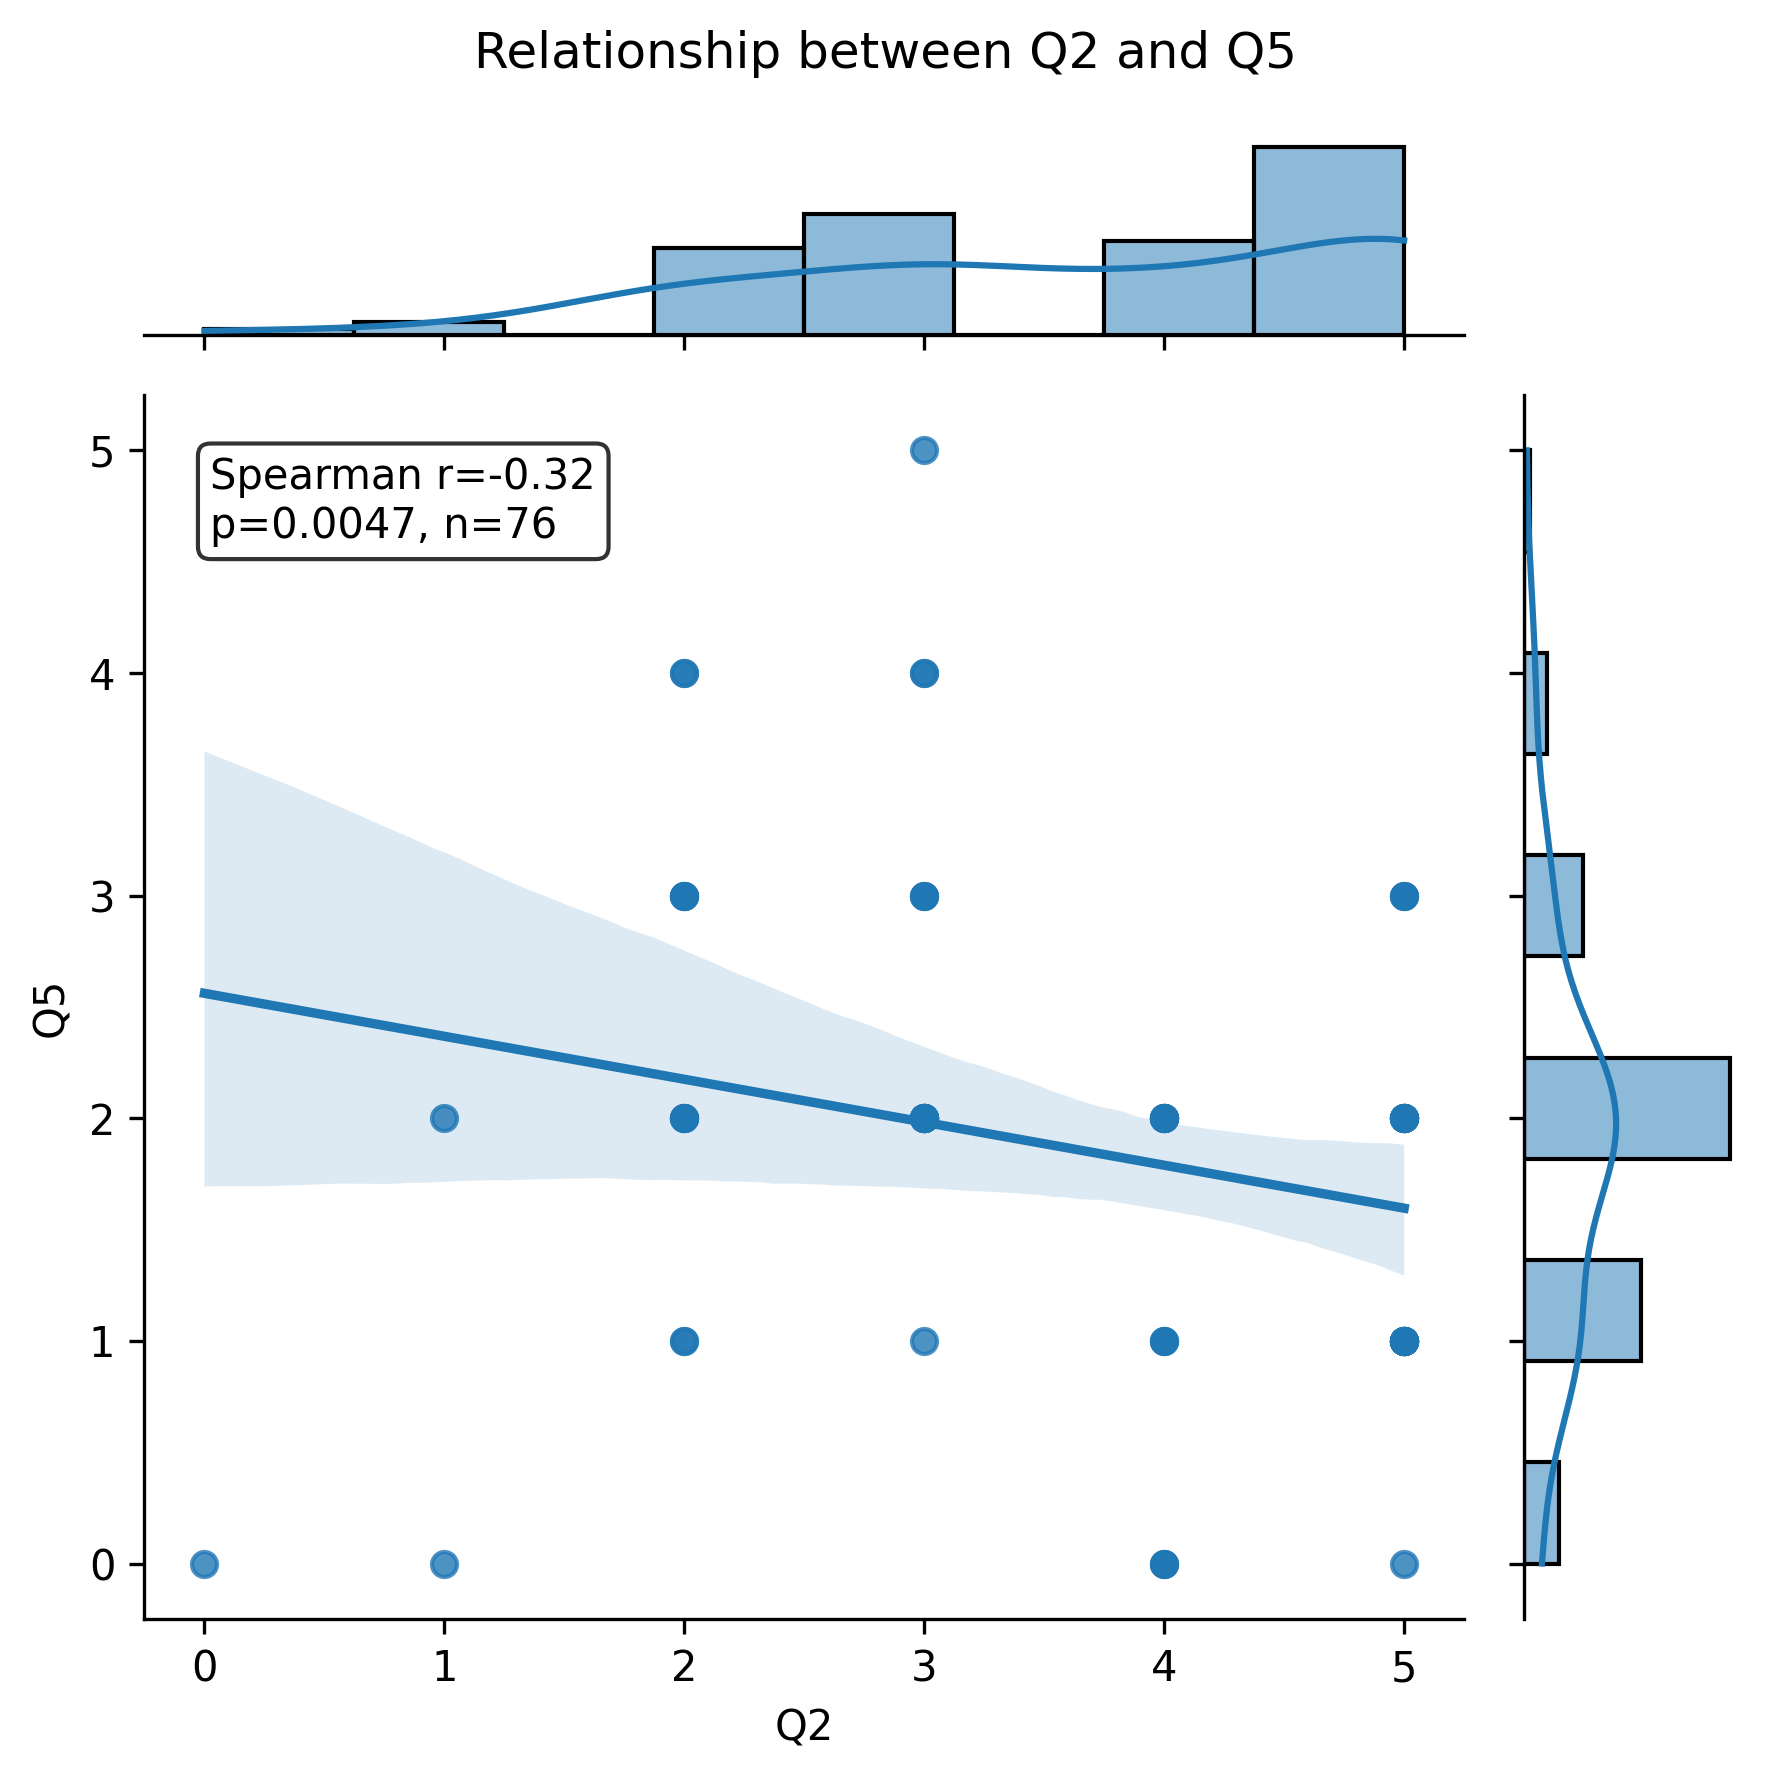 Relationship between Q2 and Q5
Spearman r=-0.32
p=0.0047, n=76
5
4
3
2
1
0
Q5
0 1 2 3 4 5
Q2